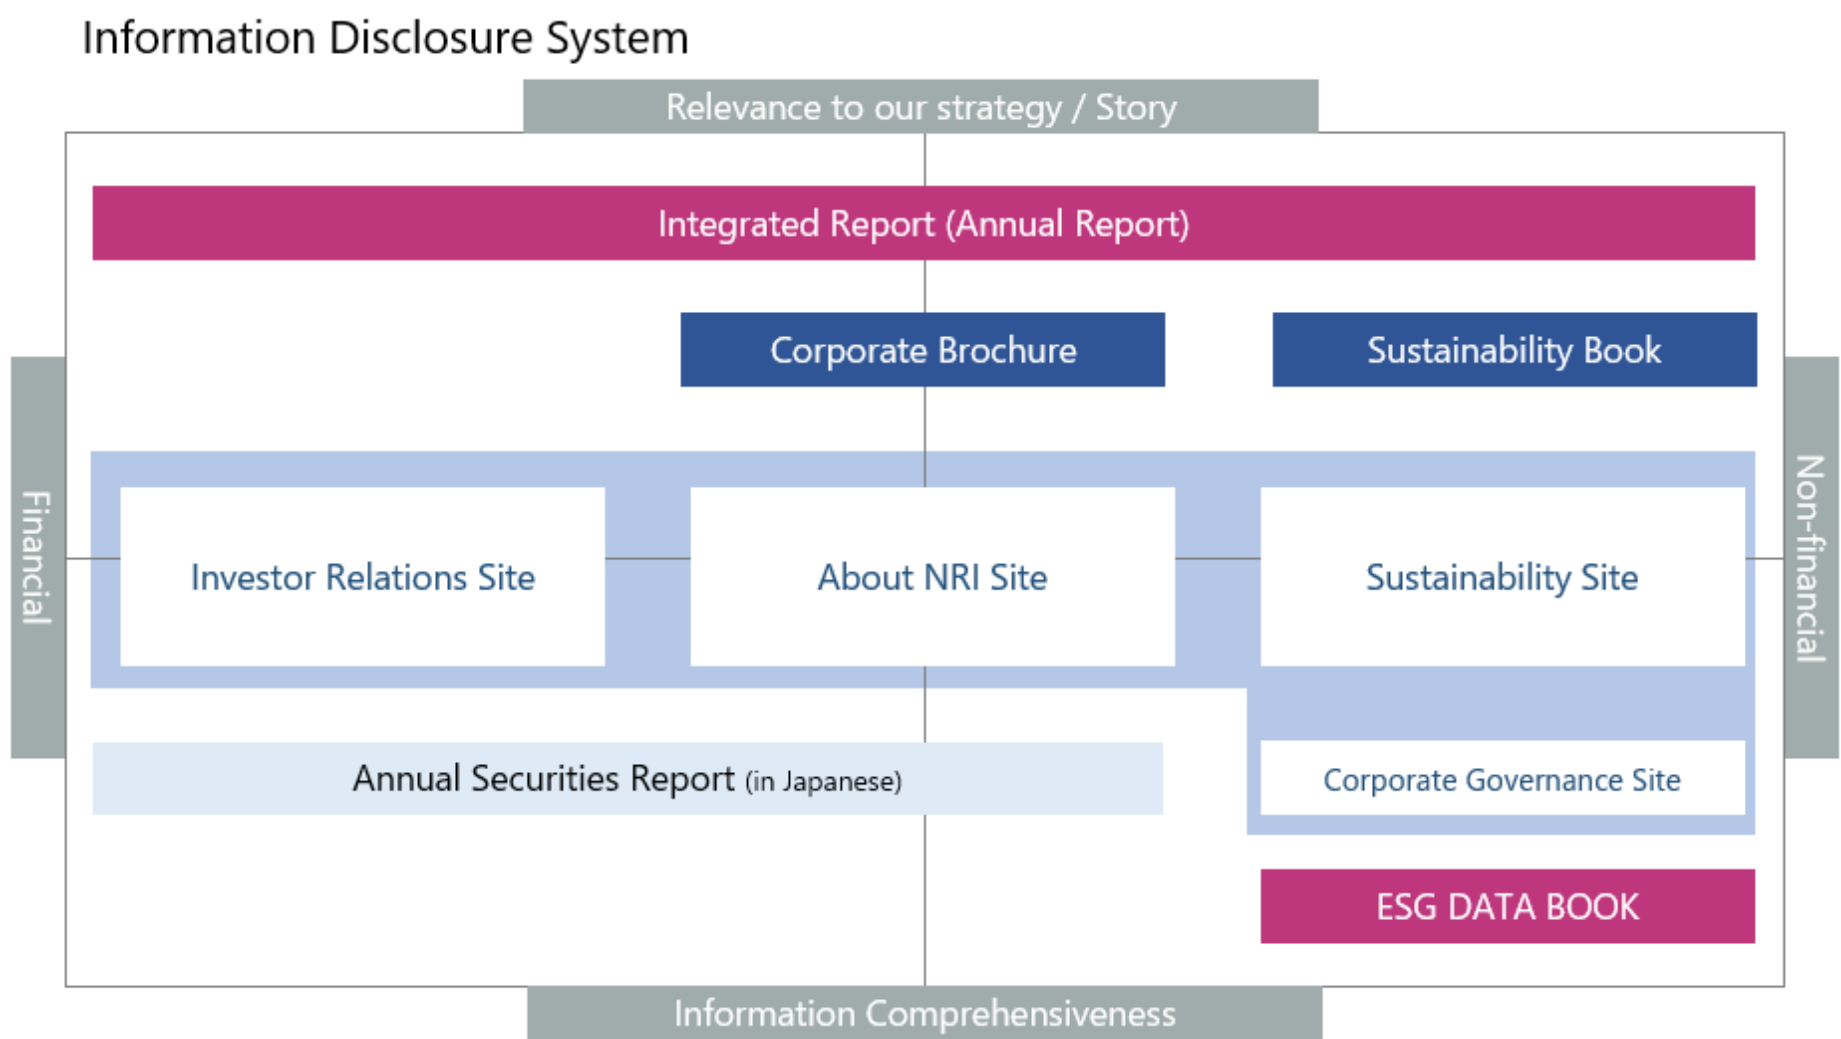 Information Disclosure System
Relevance to our strategy / Story
Integrated Report (Annual Report)
Corporate Brochure
Sustainability Book
Financial
Non-financial
Investor Relations Site
About NRI Site
Sustainability Site
Annual Securities Report (in Japanese)
Corporate Governance Site
ESG DATA BOOK
Information Comprehensiveness